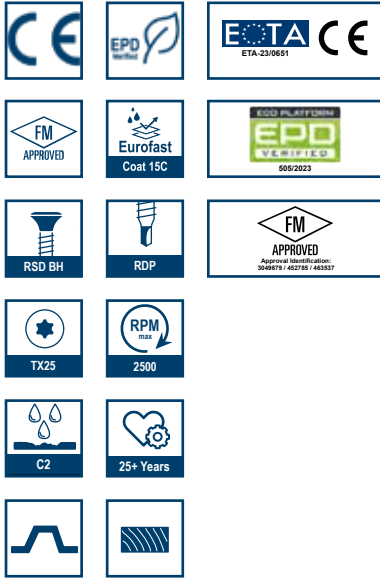 CE
EPD
Verified
EOTA CE
ETA-23/0651
FM
APPROVED
Eurofast
Coat 15C
ECO PLATFORM
EPD
VERIFIED
505/2023
RSD BH
RDP
FM
APPROVED
Approval Identification:
3049679 / 452785 / 463537
TX25
RPM
max
2500
C2
25+ Years